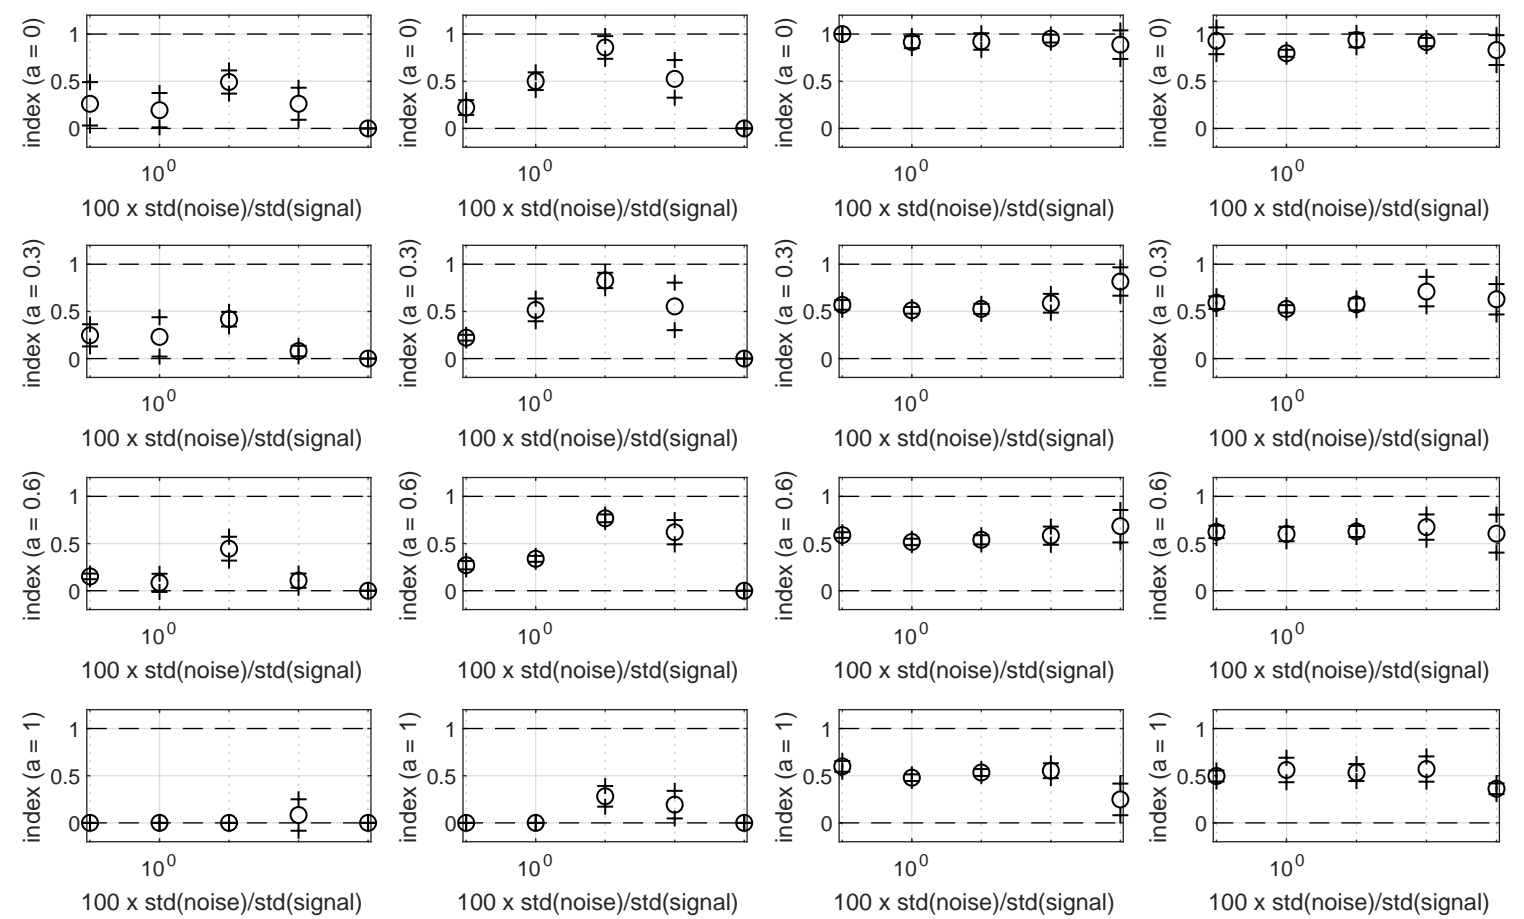 index (a = 0)
1
0.5
0
10^0
100 x std(noise)/std(signal)
index (a = 0)
1
0.5
0
10^0
100 x std(noise)/std(signal)
index (a = 0)
1
0.5
0
10^0
100 x std(noise)/std(signal)
index (a = 0)
1
0.5
0
10^0
100 x std(noise)/std(signal)
index (a = 0.3)
1
0.5
0
10^0
100 x std(noise)/std(signal)
index (a = 0.3)
1
0.5
0
10^0
100 x std(noise)/std(signal)
index (a = 0.3)
1
0.5
0
10^0
100 x std(noise)/std(signal)
index (a = 0.3)
1
0.5
0
10^0
100 x std(noise)/std(signal)
index (a = 0.6)
1
0.5
0
10^0
100 x std(noise)/std(signal)
index (a = 0.6)
1
0.5
0
10^0
100 x std(noise)/std(signal)
index (a = 0.6)
1
0.5
0
10^0
100 x std(noise)/std(signal)
index (a = 0.6)
1
0.5
0
10^0
100 x std(noise)/std(signal)
index (a = 1)
1
0.5
0
10^0
100 x std(noise)/std(signal)
index (a = 1)
1
0.5
0
10^0
100 x std(noise)/std(signal)
index (a = 1)
1
0.5
0
10^0
100 x std(noise)/std(signal)
index (a = 1)
1
0.5
0
10^0
100 x std(noise)/std(signal)